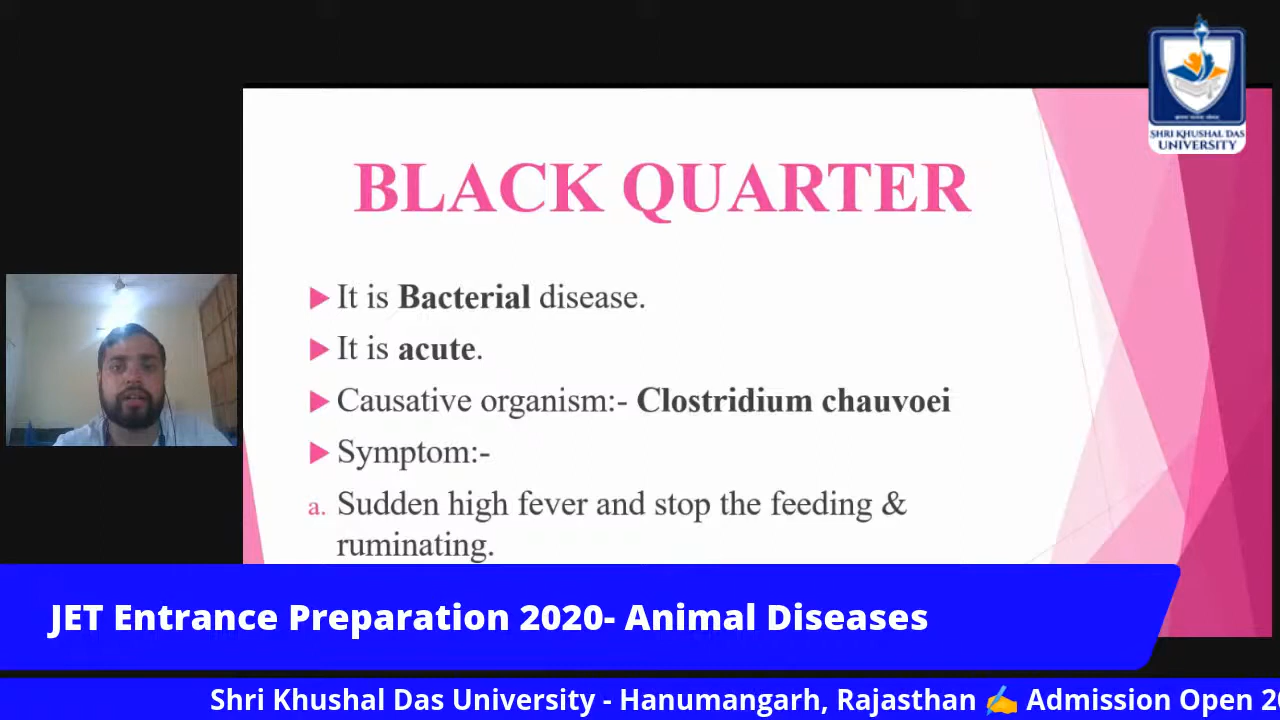 SHRI KHUSHAL DAS
UNIVERSITY
BLACK QUARTER
It is Bacterial disease.
It is acute.
Causative organism:- Clostridium chauvoei
Symptom:-
a. Sudden high fever and stop the feeding &
ruminating.
JET Entrance Preparation 2020- Animal Diseases
Shri Khushal Das University - Hanumangarh, Rajasthan ✍️ Admission Open 20